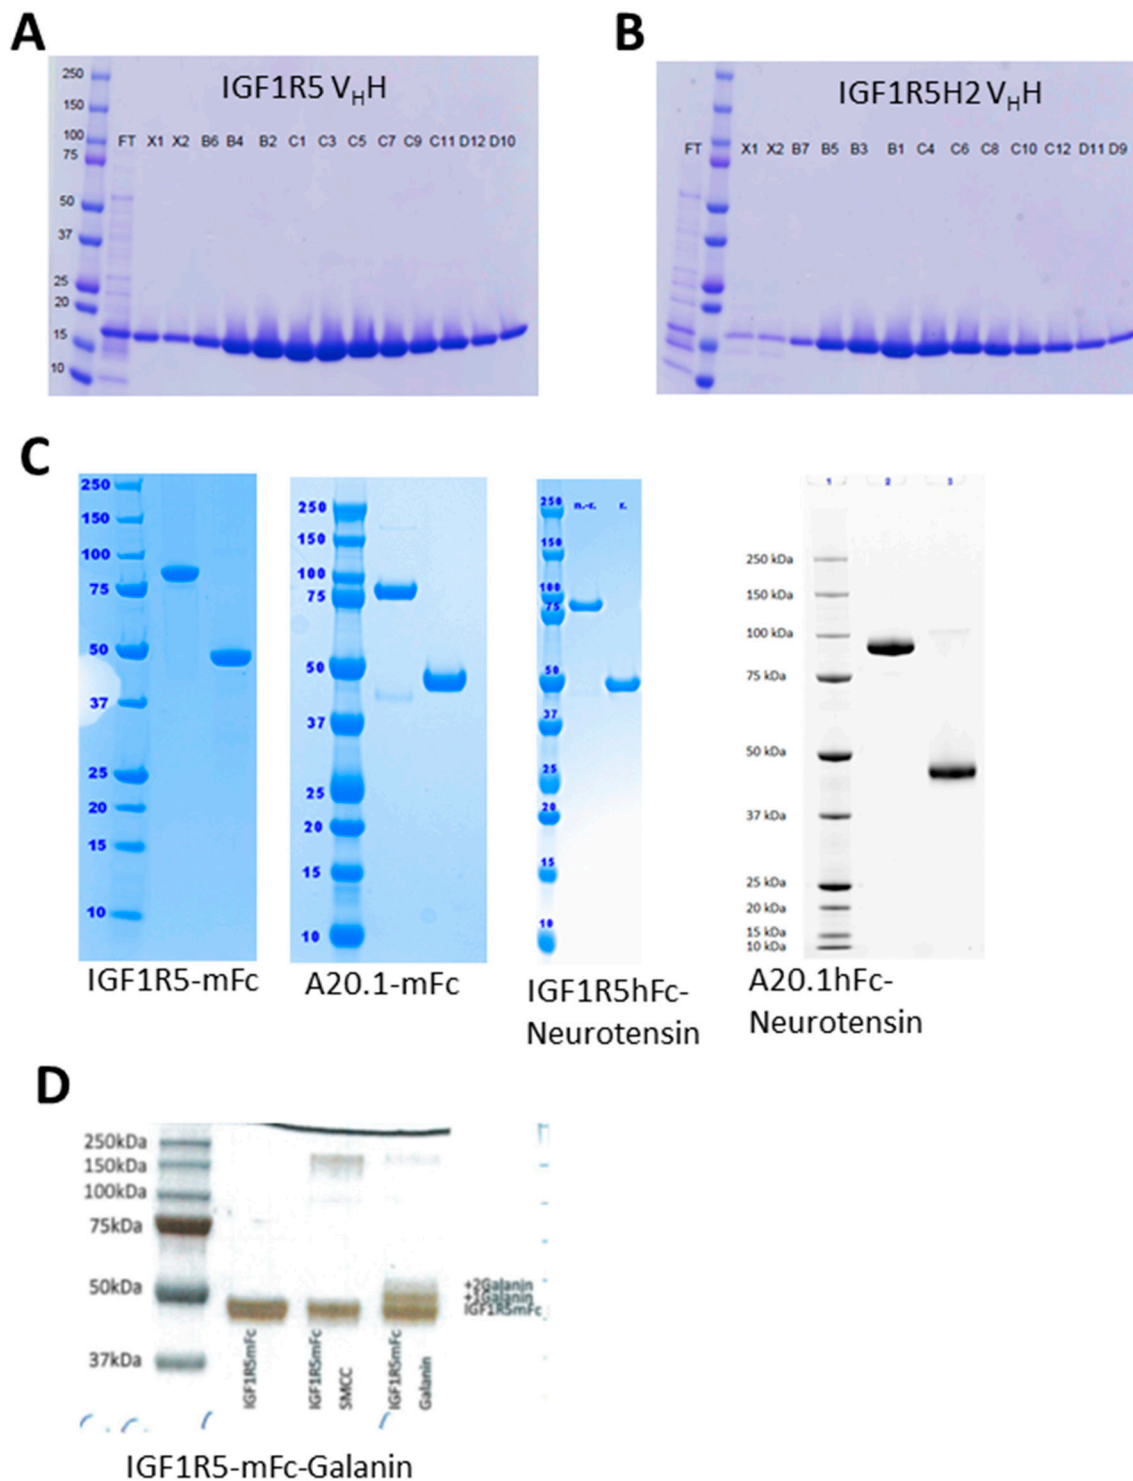 A
IGF1R5 VHH
250
150
100
75
50
37
25
20
15
10
FT X1 X2 B6 B4 B2 C1 C3 C5 C7 C9 C11 D12 D10
B
IGF1R5H2 VHH
FT X1 X2 B7 B5 B3 B1 C4 C6 C8 C10 C12 D11 D9
C
250
150
100
75
50
37
25
20
15
10
IGF1R5-mFc
250
150
100
75
50
37
25
20
15
10
A20.1-mFc
n.-r. r.
250
150
100
75
50
37
25
20
15
10
IGF1R5hFc-
Neurotensin
1 2 3
250 kDa
150 kDa
100 kDa
75 kDa
50 kDa
37 kDa
25 kDa
20 kDa
15 kDa
10 kDa
A20.1hFc-
Neurotensin
D
250kDa
150kDa
100kDa
75kDa
50kDa
37kDa
+2Galanin
+1Galanin
IGF1R5mFc
IGF1R5mFc
IGF1R5mFc
SMCC
IGF1R5mFc
Galanin
IGF1R5-mFc-Galanin